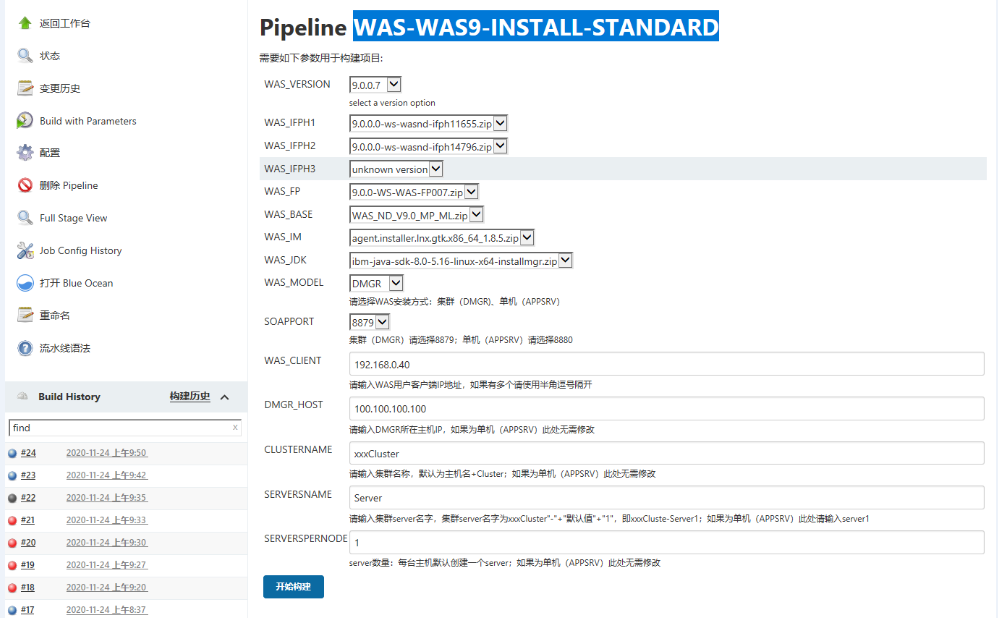 返回工作台
状态
变更历史
Build with Parameters
配置
删除 Pipeline
Full Stage View
Job Config History
打开 Blue Ocean
重命名
流水线语法
Build History 构建历史
find x
#24 2020-11-24 上午9:50
#23 2020-11-24 上午9:42
#22 2020-11-24 上午9:35
#21 2020-11-24 上午9:33
#20 2020-11-24 上午9:30
#19 2020-11-24 上午9:27
#18 2020-11-24 上午9:20
#17 2020-11-24 上午8:37
Pipeline WAS-WAS9-INSTALL-STANDARD
需要如下参数用于构建项目:
WAS_VERSION 9.0.0.7
select a version option
WAS_IFPH1 9.0.0.0-ws-wasnd-ifph11655.zip
WAS_IFPH2 9.0.0.0-ws-wasnd-ifph14796.zip
WAS_IFPH3 unknown version
WAS_FP 9.0.0-WS-WAS-FP007.zip
WAS_BASE WAS_ND_V9.0_MP_ML.zip
WAS_IM agent.installer.lnx.gtk.x86_64_1.8.5.zip
WAS_JDK ibm-java-sdk-8.0-5.16-linux-x64-installmgr.zip
WAS_MODEL DMGR
请选择WAS安装方式：集群（DMGR)、单机（APPSRV）
SOAPPORT 8879
集群（DMGR）请选择8879；单机（APPSRV）请选择8880
WAS_CLIENT 192.168.0.40
请输入WAS用户客户端IP地址，如果有多个请使用半角逗号隔开
DMGR_HOST 100.100.100.100
请输入DMGR所在主机IP，如果为单机（APPSRV）此处无需修改
CLUSTERNAME xxxCluster
请输入集群名称，默认为主机名+Cluster；如果为单机（APPSRV）此处无需修改
SERVERSNAME Server
请输入集群server名字，集群server名字为xxxCluster"-"+"默认值"+"1"，即xxxCluste-Server1；如果为单机（APPSRV）此处请输入server1
SERVERSPERNODE 1
server数量：每台主机默认创建一个server；如果为单机（APPSRV）此处无需修改
开始构建